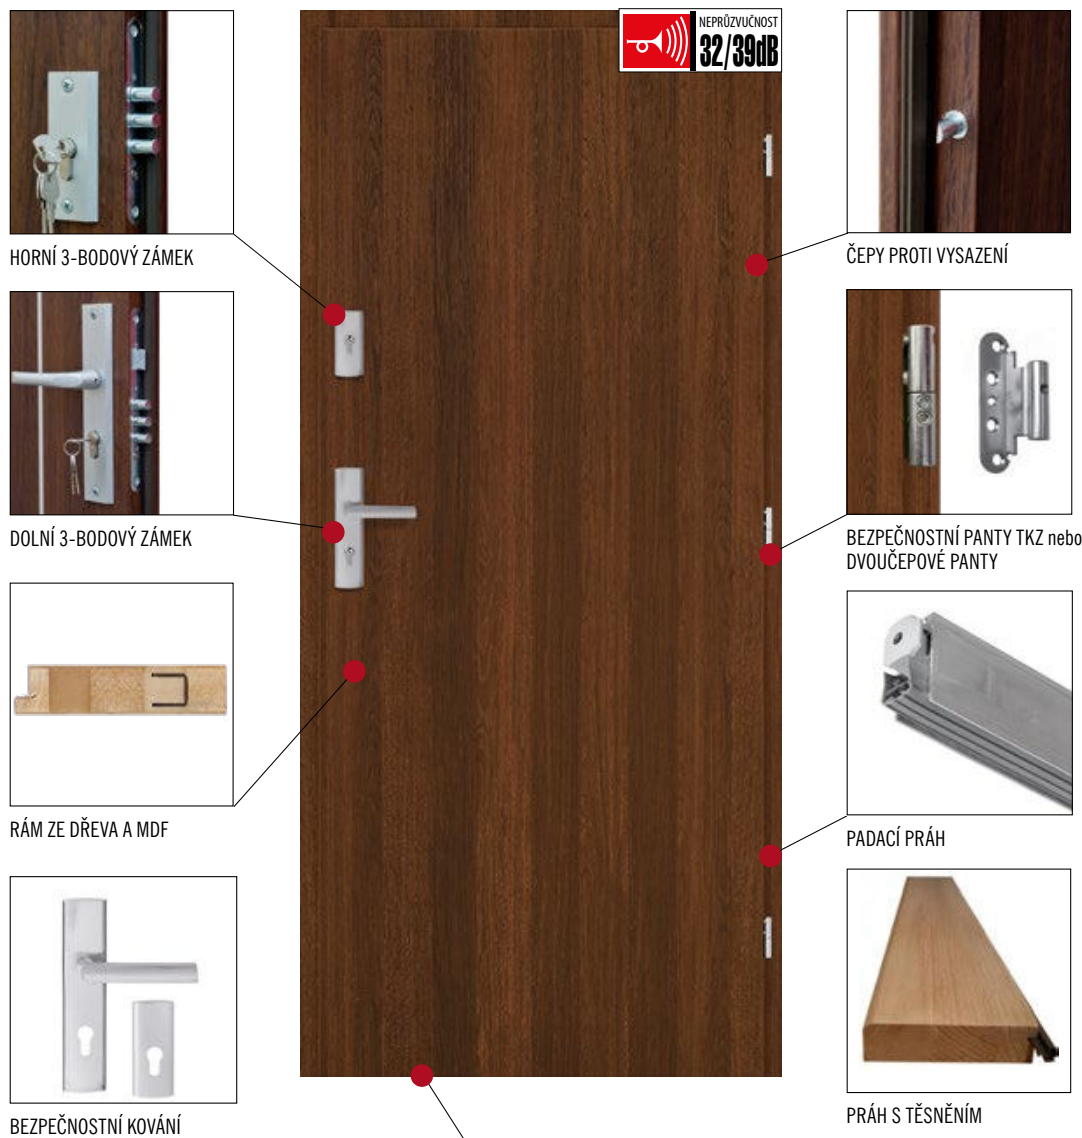 NEPRŮZVUČNOST
32/39dB
HORNÍ 3-BODOVÝ ZÁMEK
DOLNÍ 3-BODOVÝ ZÁMEK
RÁM ZE DŘEVA A MDF
BEZPEČNOSTNÍ KOVÁNÍ
ČEPY PROTI VYSAZENÍ
BEZPEČNOSTNÍ PANTY TKZ nebo
DVOUČEPOVÉ PANTY
PADACÍ PRÁH
PRÁH S TĚSNĚNÍM